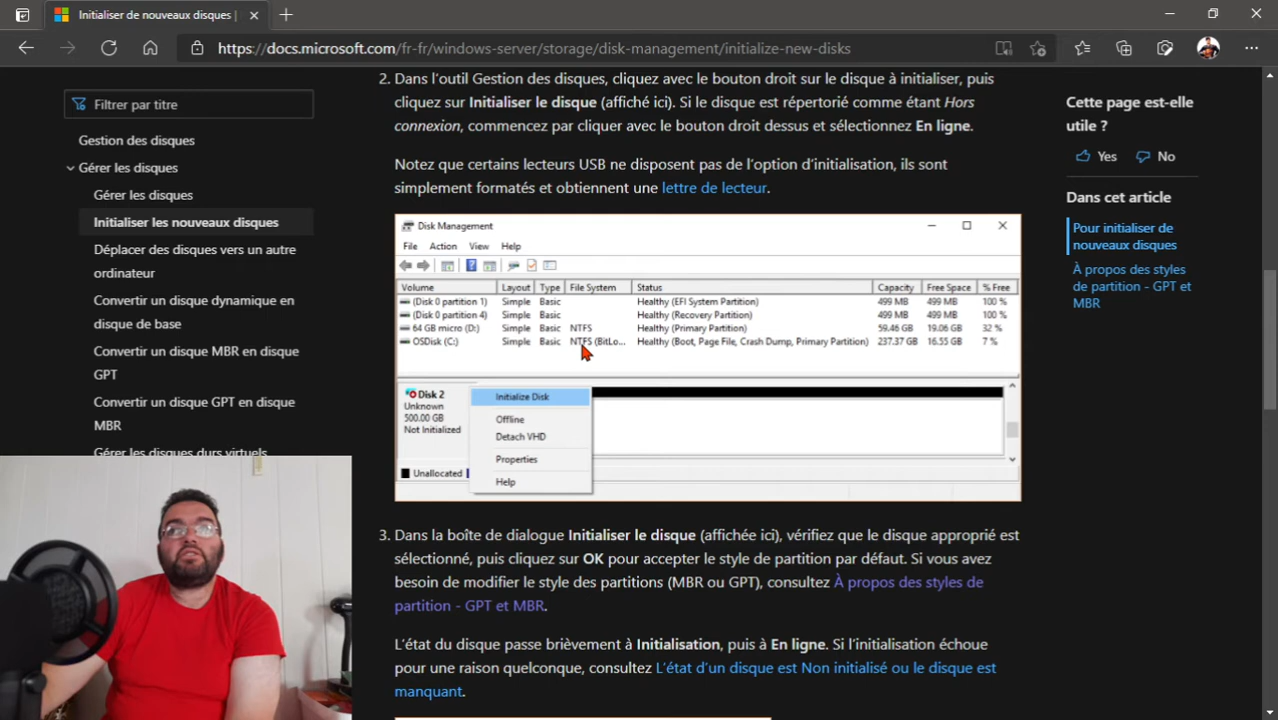 Initialiser de nouveaux disques |
https://docs.microsoft.com/fr-fr/windows-server/storage/disk-management/initialize-new-disks
Filtrer par titre
Gestion des disques
Gérer les disques
Gérer les disques
Initialiser les nouveaux disques
Déplacer des disques vers un autre
ordinateur
Convertir un disque dynamique en
disque de base
Convertir un disque MBR en disque
GPT
Convertir un disque GPT en disque
MBR
Gérer les disques durs virtuels
2. Dans l'outil Gestion des disques, cliquez avec le bouton droit sur le disque à initialiser, puis
cliquez sur Initialiser le disque (affiché ici). Si le disque est répertorié comme étant Hors
connexion, commencez par cliquer avec le bouton droit dessus et sélectionnez En ligne.
Notez que certains lecteurs USB ne disposent pas de l'option d'initialisation, ils sont
simplement formatés et obtiennent une lettre de lecteur.
Disk Management
File Action View Help
Volume Layout Type File System Status Capacity Free Space % Free
(Disk 0 partition 1) Simple Basic Healthy (EFI System Partition) 499 MB 499 MB 100 %
(Disk 0 partition 4) Simple Basic Healthy (Recovery Partition) 499 MB 499 MB 100 %
64 GB micro (D:) Simple Basic NTFS Healthy (Primary Partition) 59.46 GB 19.06 GB 32 %
OSDisk (C:) Simple Basic NTFS (BitLo... Healthy (Boot, Page File, Crash Dump, Primary Partition) 237.37 GB 16.55 GB 7 %
Disk 2
Unknown
500.00 GB
Not Initialized
Initialize Disk
Offline
Detach VHD
Properties
Help
Unallocated
3. Dans la boîte de dialogue Initialiser le disque (affichée ici), vérifiez que le disque approprié est
sélectionné, puis cliquez sur OK pour accepter le style de partition par défaut. Si vous avez
besoin de modifier le style des partitions (MBR ou GPT), consultez À propos des styles de
partition - GPT et MBR.
L'état du disque passe brièvement à Initialisation, puis à En ligne. Si l'initialisation échoue
pour une raison quelconque, consultez L'état d'un disque est Non initialisé ou le disque est
manquant.
Cette page est-elle
utile ?
Yes No
Dans cet article
Pour initialiser de
nouveaux disques
À propos des styles
de partition - GPT et
MBR